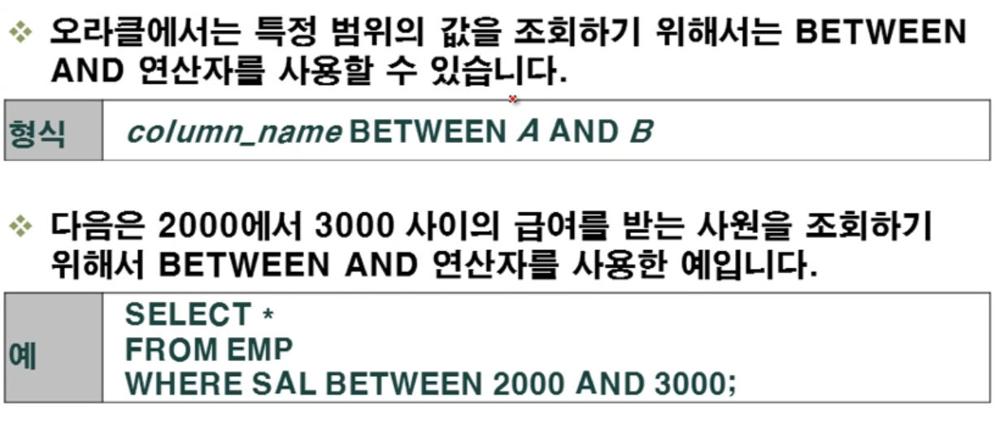 ❖ 오라클에서는 특정 범위의 값을 조회하기 위해서는 BETWEEN
AND 연산자를 사용할 수 있습니다.
형식
column_name BETWEEN A AND B
❖ 다음은 2000에서 3000 사이의 급여를 받는 사원을 조회하기
위해서 BETWEEN AND 연산자를 사용한 예입니다.
예
SELECT *
FROM EMP
WHERE SAL BETWEEN 2000 AND 3000;